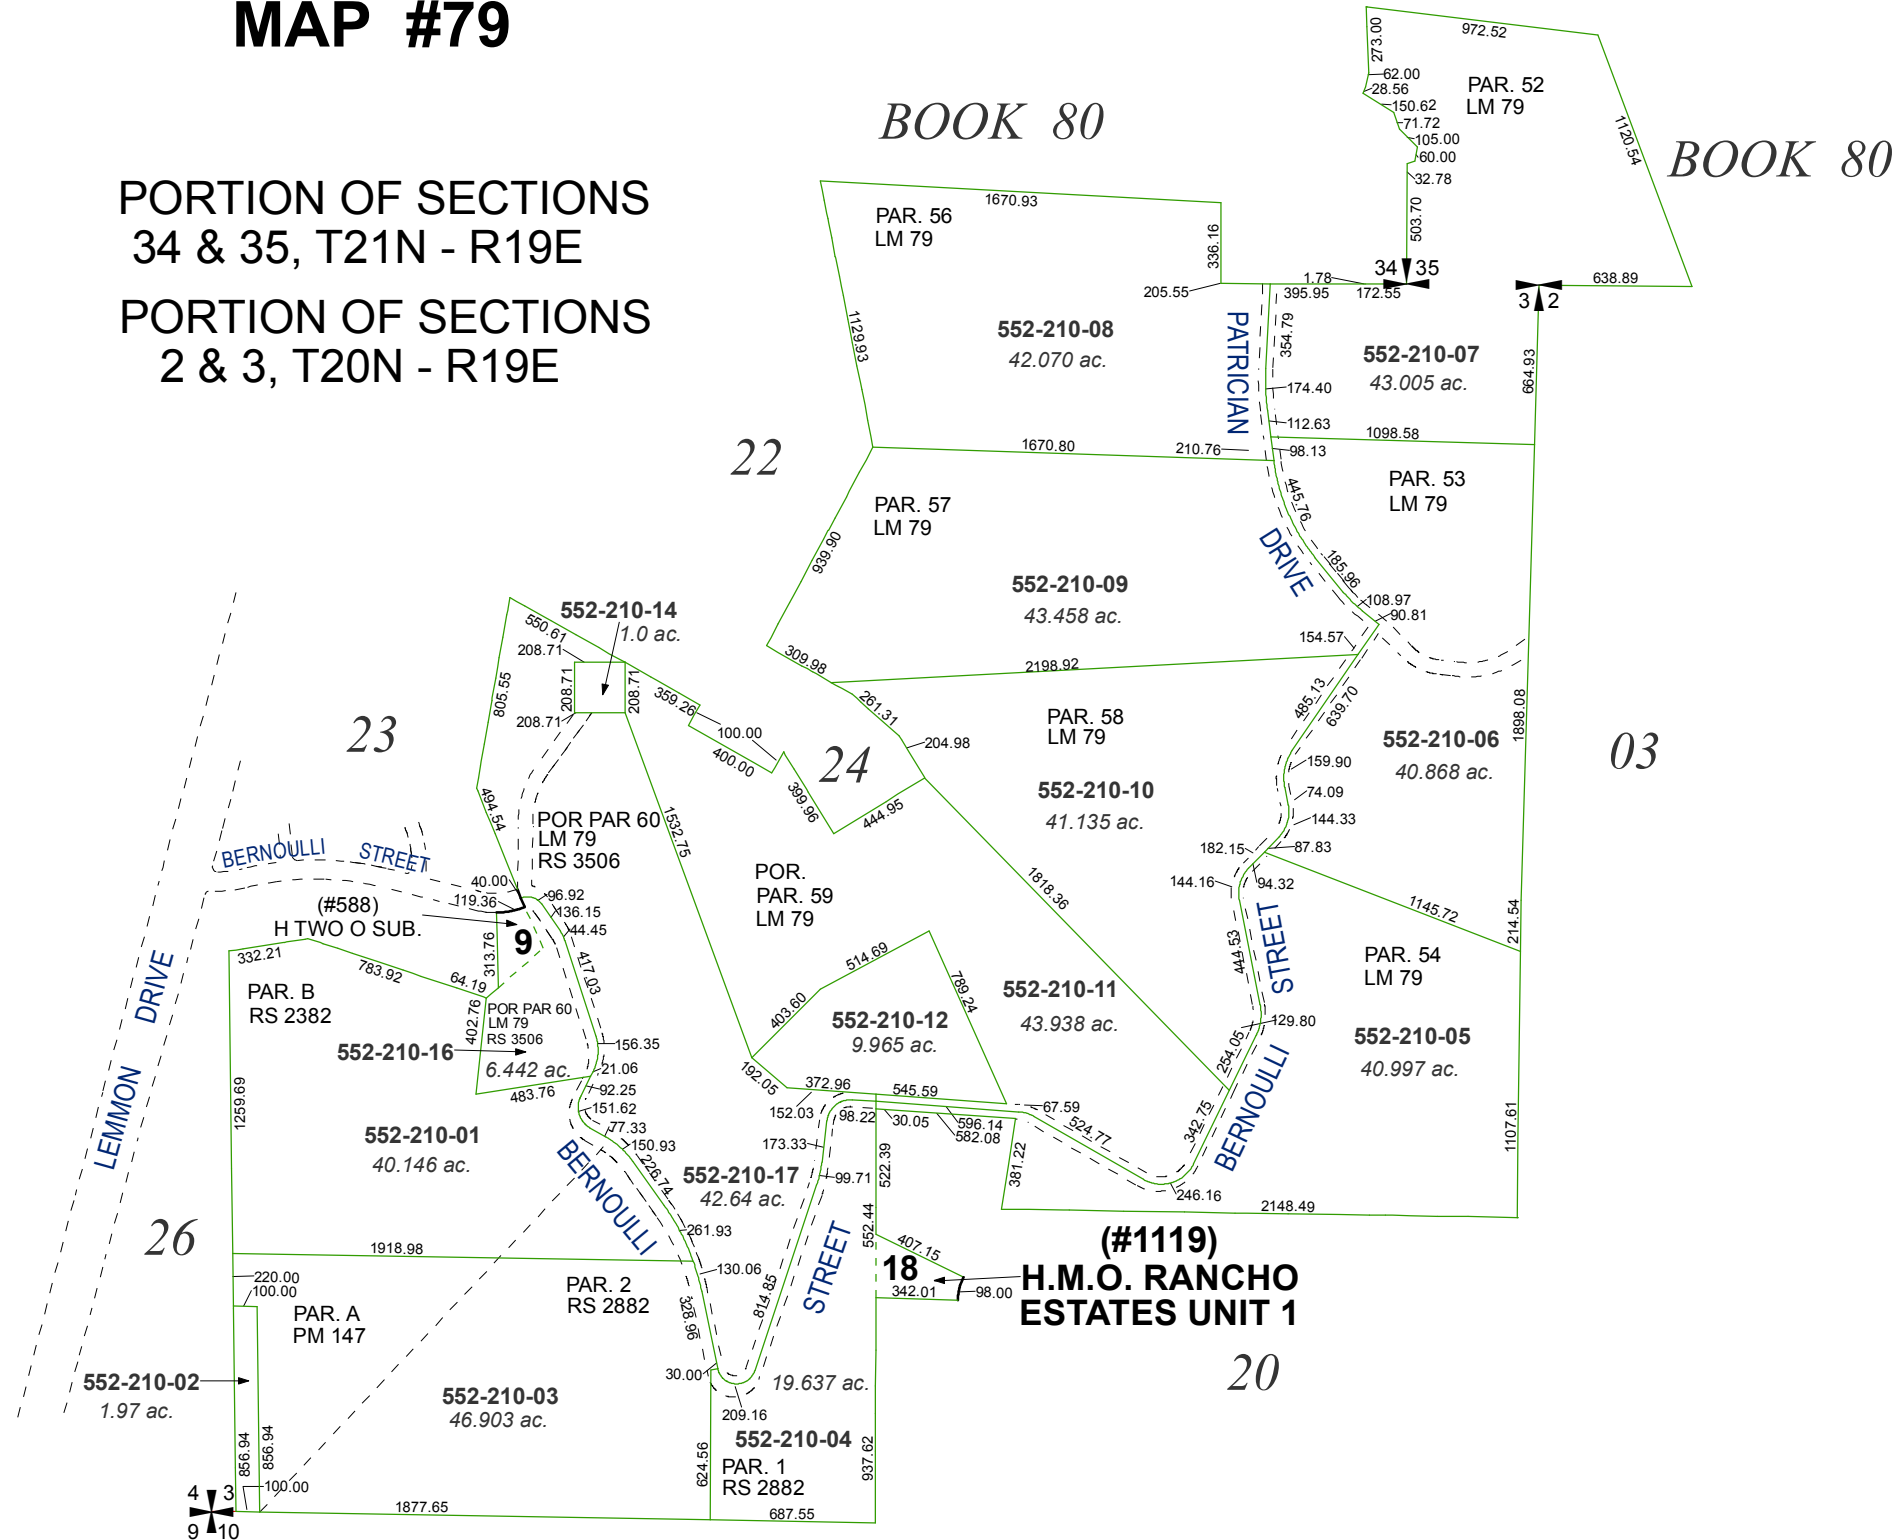 MAP #79
PORTION OF SECTIONS
34 & 35, T21N - R19E
PORTION OF SECTIONS
2 & 3, T20N - R19E
BOOK 80
BOOK 80
972.52
273.00
62.00
28.56
150.62
71.72
105.00
60.00
32.78
503.70
PAR. 52
LM 79
1120.54
34 35
3 2
638.89
1670.93
PAR. 56
LM 79
336.16
205.55
1.78
395.95
172.55
1129.93
552-210-08
42.070 ac.
PATRICIAN
354.79
174.40
112.63
552-210-07
43.005 ac.
664.93
1098.58
98.13
22
1670.80
210.76
PAR. 53
LM 79
445.76
PAR. 57
LM 79
939.90
DRIVE
185.96
108.97
90.81
552-210-09
43.458 ac.
154.57
309.98
2198.92
552-210-14
1.0 ac.
550.61
208.71
208.71
208.71
208.71
805.55
359.26
100.00
400.00
399.96
444.95
24
261.31
204.98
PAR. 58
LM 79
485.13
639.70
1898.08
552-210-06
40.868 ac.
03
552-210-10
41.135 ac.
159.90
74.09
144.33
87.83
182.15
144.16
94.32
23
494.54
POR PAR 60
LM 79
RS 3506
1532.75
POR.
PAR. 59
LM 79
1818.36
1145.72
214.54
BERNOULLI STREET
40.00
119.36
96.92
136.15
44.45
(#588)
H TWO O SUB.
9
313.76
417.03
LEMMON DRIVE
332.21
783.92
64.19
PAR. B
RS 2382
402.76
POR PAR 60
LM 79
RS 3506
552-210-16
6.442 ac.
483.76
156.35
21.06
92.25
151.62
77.33
150.93
226.74
1259.69
552-210-01
40.146 ac.
514.69
403.60
789.24
552-210-12
9.965 ac.
552-210-11
43.938 ac.
444.53
STREET
PAR. 54
LM 79
129.80
254.05
552-210-05
40.997 ac.
BERNOULLI
192.05
372.96
545.59
152.03
98.22
30.05
596.14
582.08
67.59
524.77
342.75
173.33
99.71
522.39
381.22
246.16
1107.61
2148.49
552-210-17
42.64 ac.
BERNOULLI
261.93
26
1918.98
220.00
100.00
PAR. A
PM 147
PAR. 2
RS 2882
130.06
328.96
814.85
STREET
552.44
407.15
18
342.01
98.00
(#1119)
H.M.O. RANCHO
ESTATES UNIT 1
20
552-210-02
1.97 ac.
552-210-03
46.903 ac.
30.00
209.16
19.637 ac.
552-210-04
PAR. 1
RS 2882
624.56
937.62
856.94
856.94
100.00
4 3
9 10
1877.65
687.55